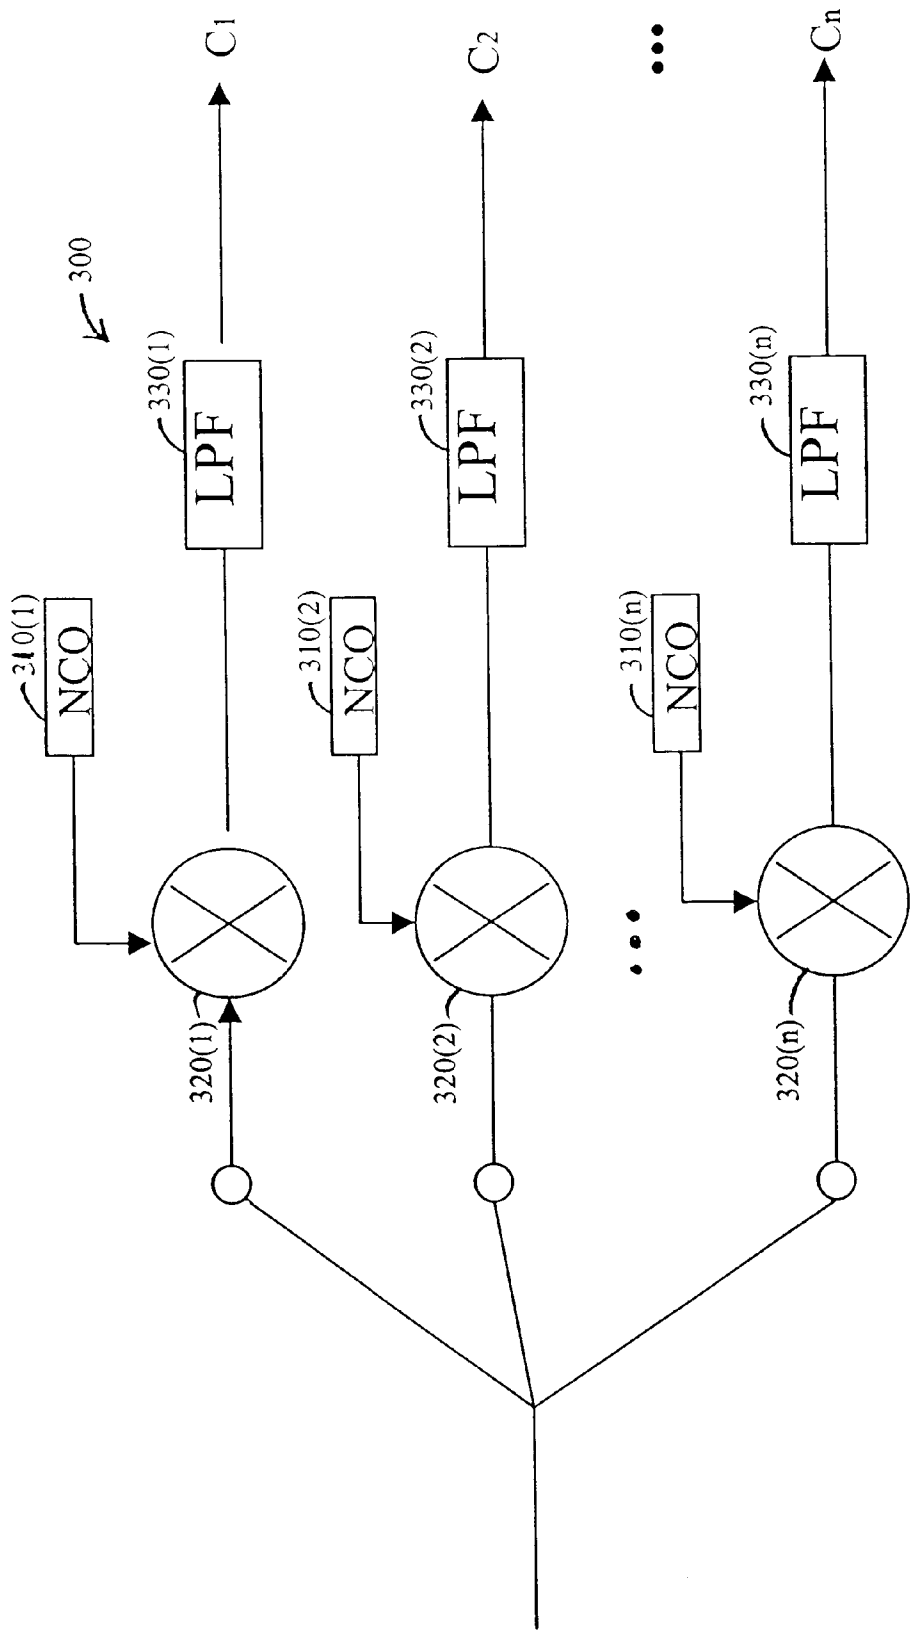 300
310(1)
NCO
320(1)
330(1)
LPF
C1
310(2)
NCO
320(2)
330(2)
LPF
C2
310(n)
NCO
320(n)
330(n)
LPF
Cn